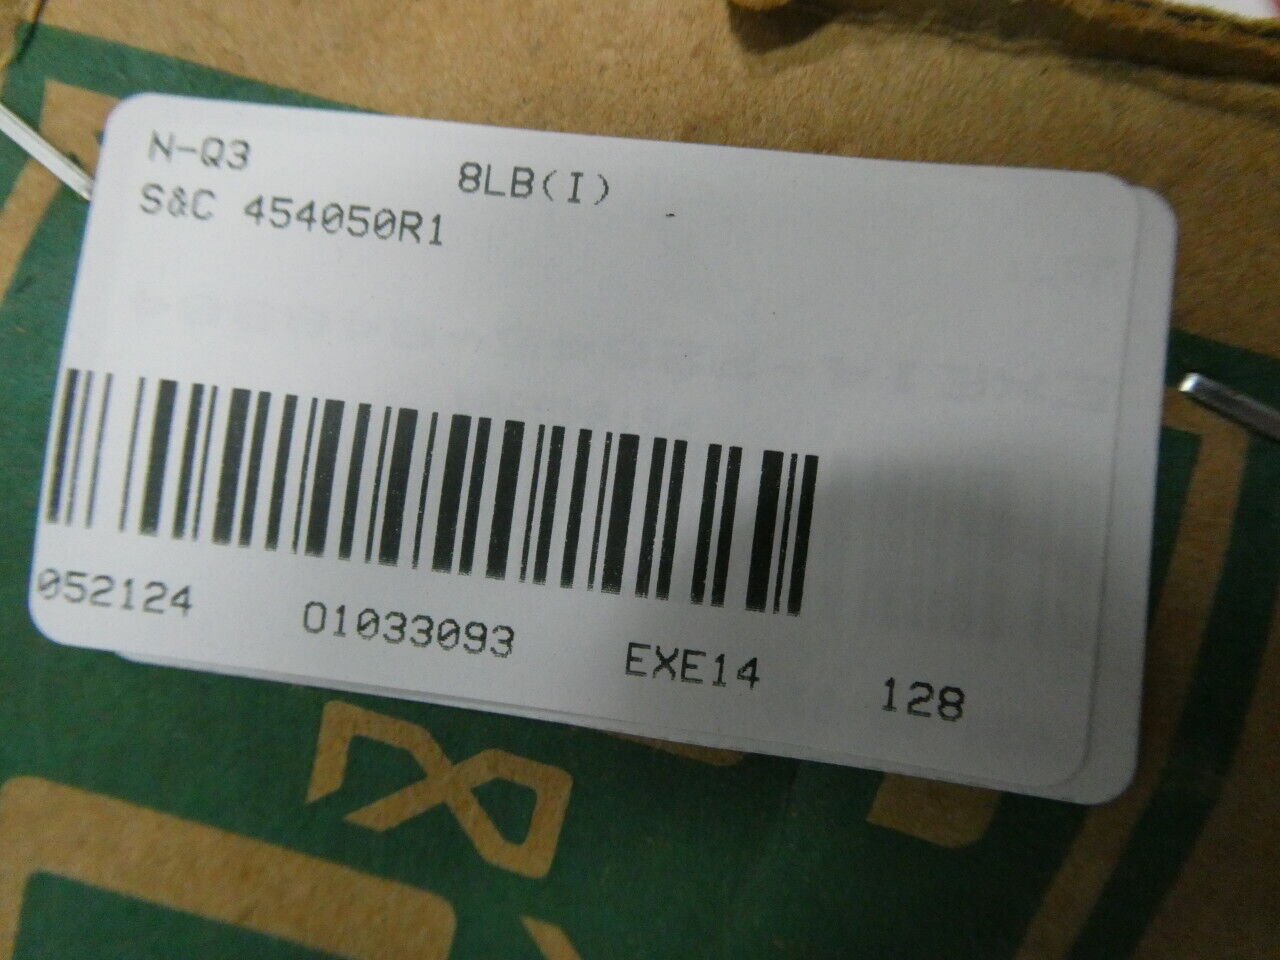 N-Q3 8LB(I)
S&C 454050R1
052124 01033093 EXE14 128